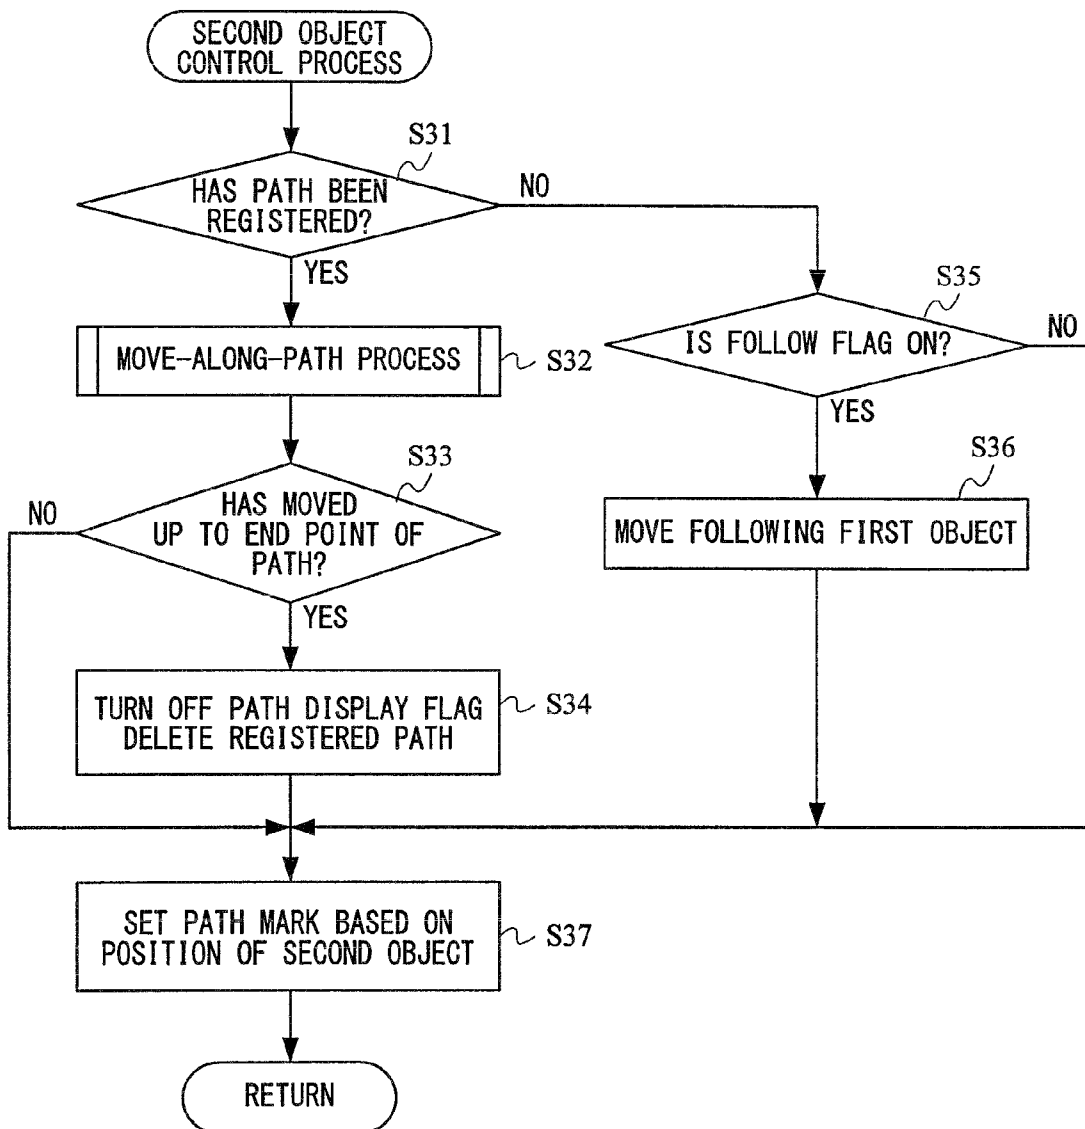 SECOND OBJECT
CONTROL PROCESS
S31
HAS PATH BEEN
REGISTERED?
NO
YES
MOVE-ALONG-PATH PROCESS
S32
S33
HAS MOVED
UP TO END POINT OF
PATH?
NO
YES
TURN OFF PATH DISPLAY FLAG
DELETE REGISTERED PATH
S34
S35
IS FOLLOW FLAG ON?
NO
YES
S36
MOVE FOLLOWING FIRST OBJECT
SET PATH MARK BASED ON
POSITION OF SECOND OBJECT
S37
RETURN